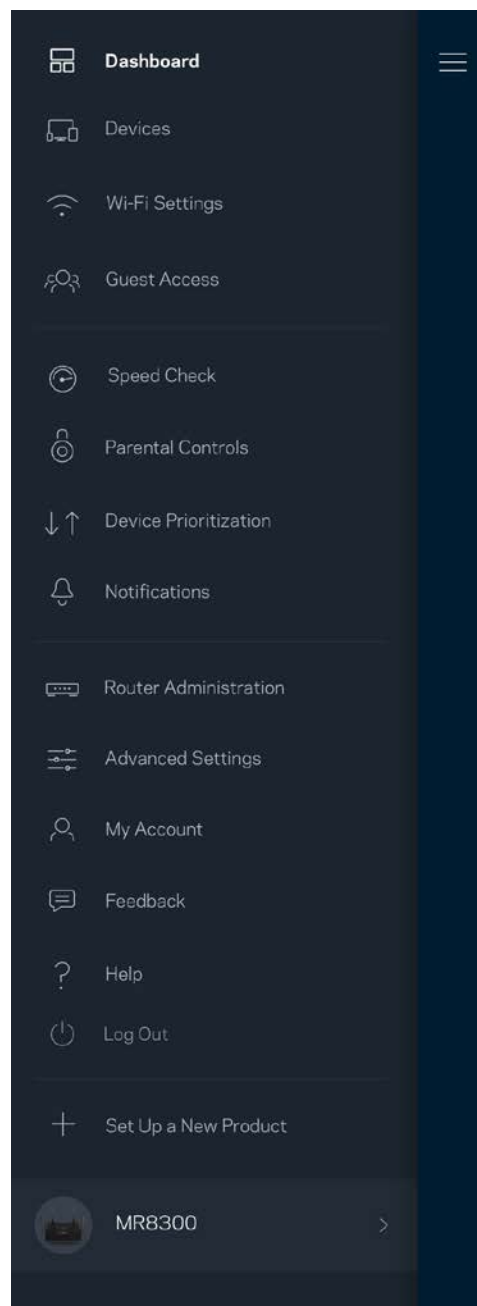 Dashboard
Devices
Wi-Fi Settings
Guest Access
Speed Check
Parental Controls
Device Prioritization
Notifications
Router Administration
Advanced Settings
My Account
Feedback
Help
Log Out
Set Up a New Product
MR8300